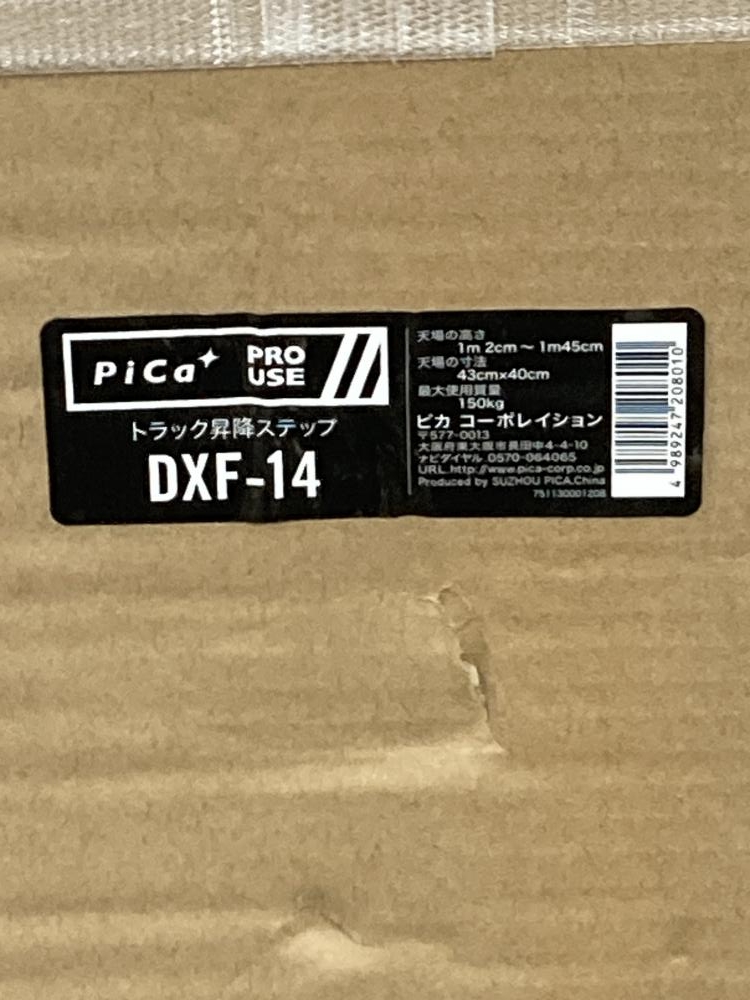 PiCa
PRO
USE
トラック昇降ステップ
DXF-14
天場の高さ
1m 2cm～1m45cm
天場の寸法
43cm×40cm
最大使用質量
150kg
ピカ コーポレイション
〒577-0013
大阪府東大阪市長田中4-4-10
ナビダイヤル 0570-064065
URL http://www.pica-corp.co.jp
Produced by SUZHOU PICA.China
751130001208
4 989247 208010